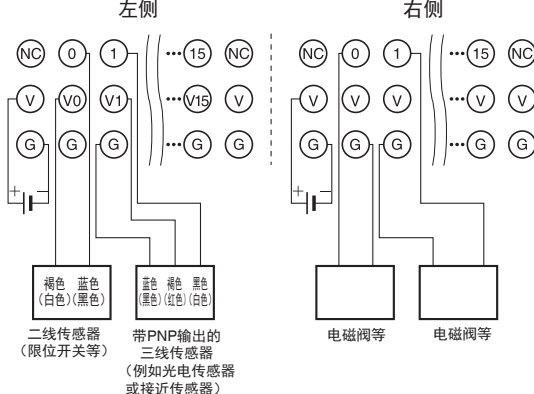 左侧 右侧
NC 0 1 ···15 NC NC 0 1 ···15 NC
V V0 V1 ···V15 V V V V ···V V
G G G ···G G G G G ···G G
+ − + −
褐色 蓝色 蓝色 褐色 黑色
(白色)(黑色) (黑色)(红色)(白色)
二线传感器
(限位开关等)
带PNP输出的
三线传感器
(例如光电传感器
或接近传感器)
电磁阀等 电磁阀等